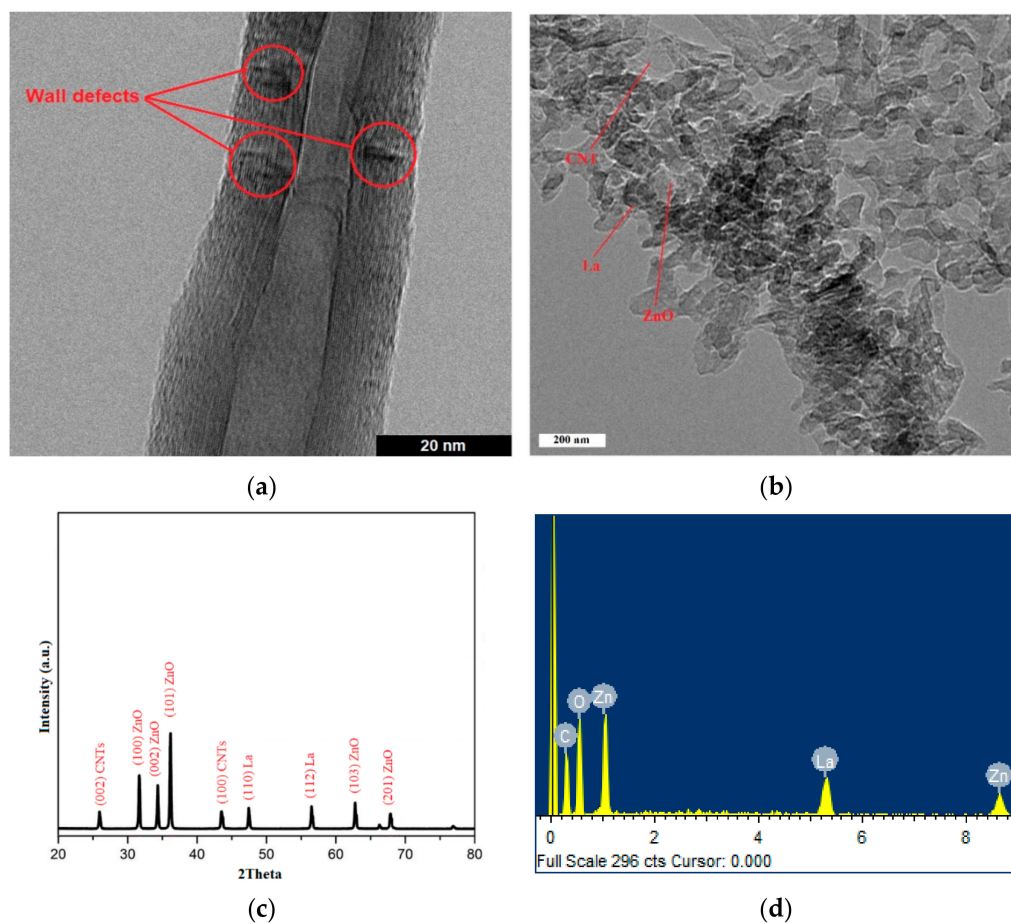 Wall defects
20 nm
(a)
CNT
La
ZnO
200 nm
(b)
Intensity (a.u.)
(002) CNTs
(100) ZnO
(002) ZnO
(101) ZnO
(100) CNTs
(110) La
(112) La
(103) ZnO
(201) ZnO
20 30 40 50 60 70 80
2Theta
(c)
C
O
Zn
La
Zn
0 2 4 6 8
Full Scale 296 cts Cursor: 0.000
(d)